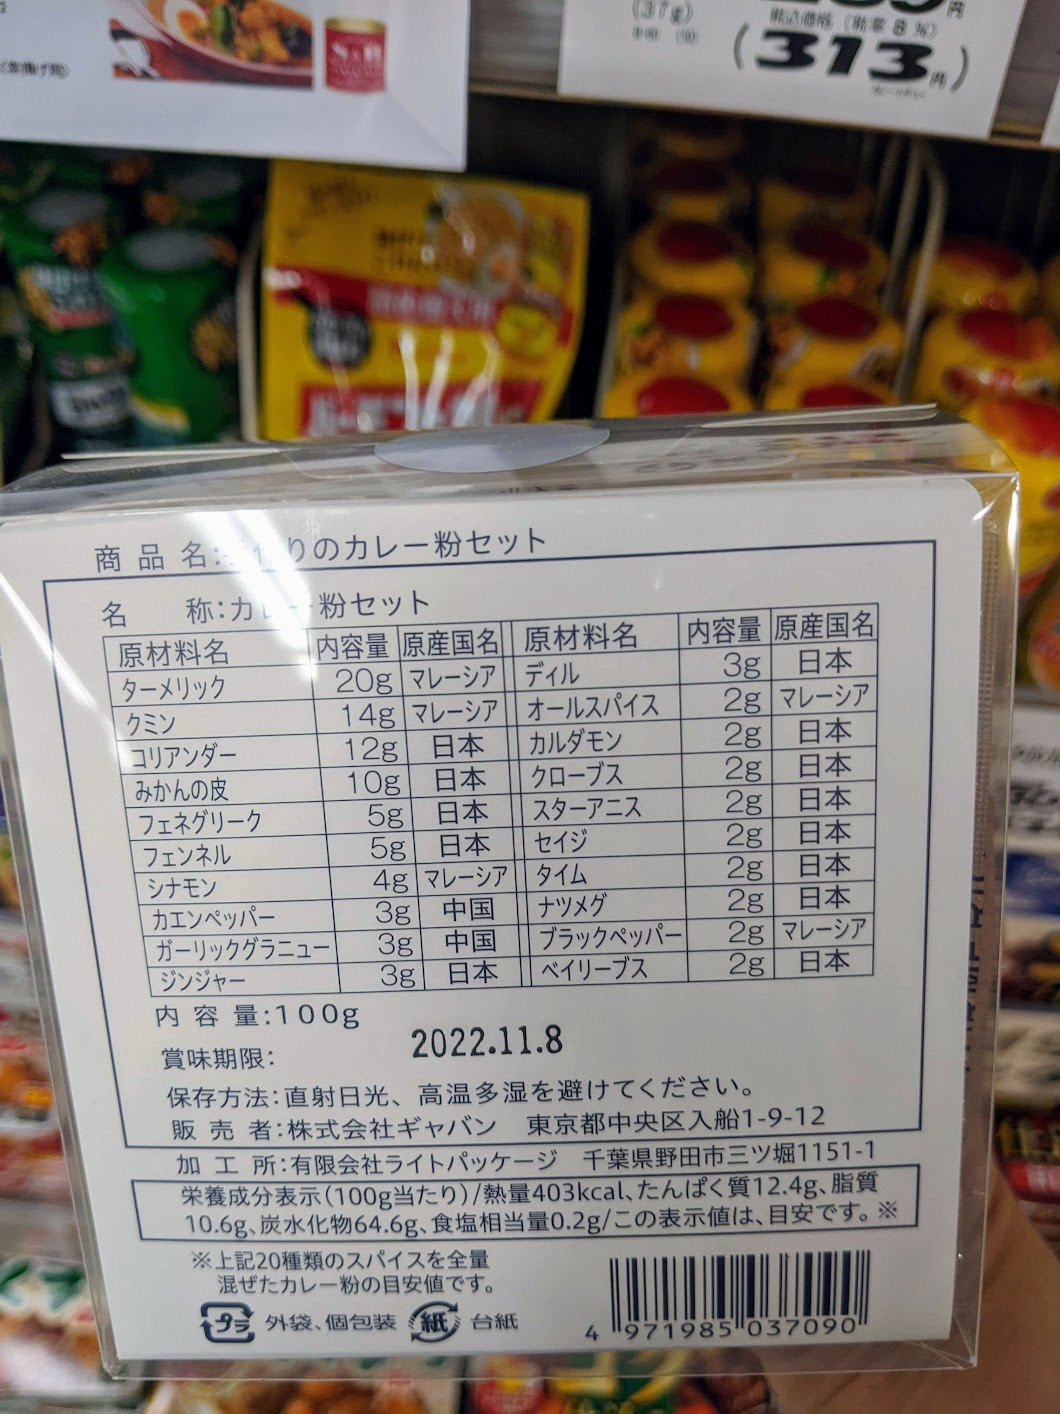 (37g)
税込価格 (税率 8%)
(313円)
S&B
商品名:手作りのカレー粉セット
名 称:カレー粉セット
原材料名 内容量 原産国名 原材料名 内容量 原産国名
ターメリック 20g マレーシア ディル 3g 日本
クミン 14g マレーシア オールスパイス 2g マレーシア
コリアンダー 12g 日本 カルダモン 2g 日本
みかんの皮 10g 日本 クローブス 2g 日本
フェネグリーク 5g 日本 スターアニス 2g 日本
フェンネル 5g 日本 セイジ 2g 日本
シナモン 4g マレーシア タイム 2g 日本
カエンペッパー 3g 中国 ナツメグ 2g 日本
ガーリックグラニュー 3g 中国 ブラックペッパー 2g マレーシア
ジンジャー 3g 日本 ベイリーブス 2g 日本
内容量:100g
賞味期限: 2022.11.8
保存方法:直射日光、高温多湿を避けてください。
販売者:株式会社ギャバン 東京都中央区入船1-9-12
加工所:有限会社ライトパッケージ 千葉県野田市三ツ堀1151-1
栄養成分表示(100g当たり)/熱量403kcal、たんぱく質12.4g、脂質
10.6g、炭水化物64.6g、食塩相当量0.2g/この表示値は、目安です。※
※上記20種類のスパイスを全量
混ぜたカレー粉の目安値です。
プラ 外袋、個包装 紙 台紙
4 971985 037090